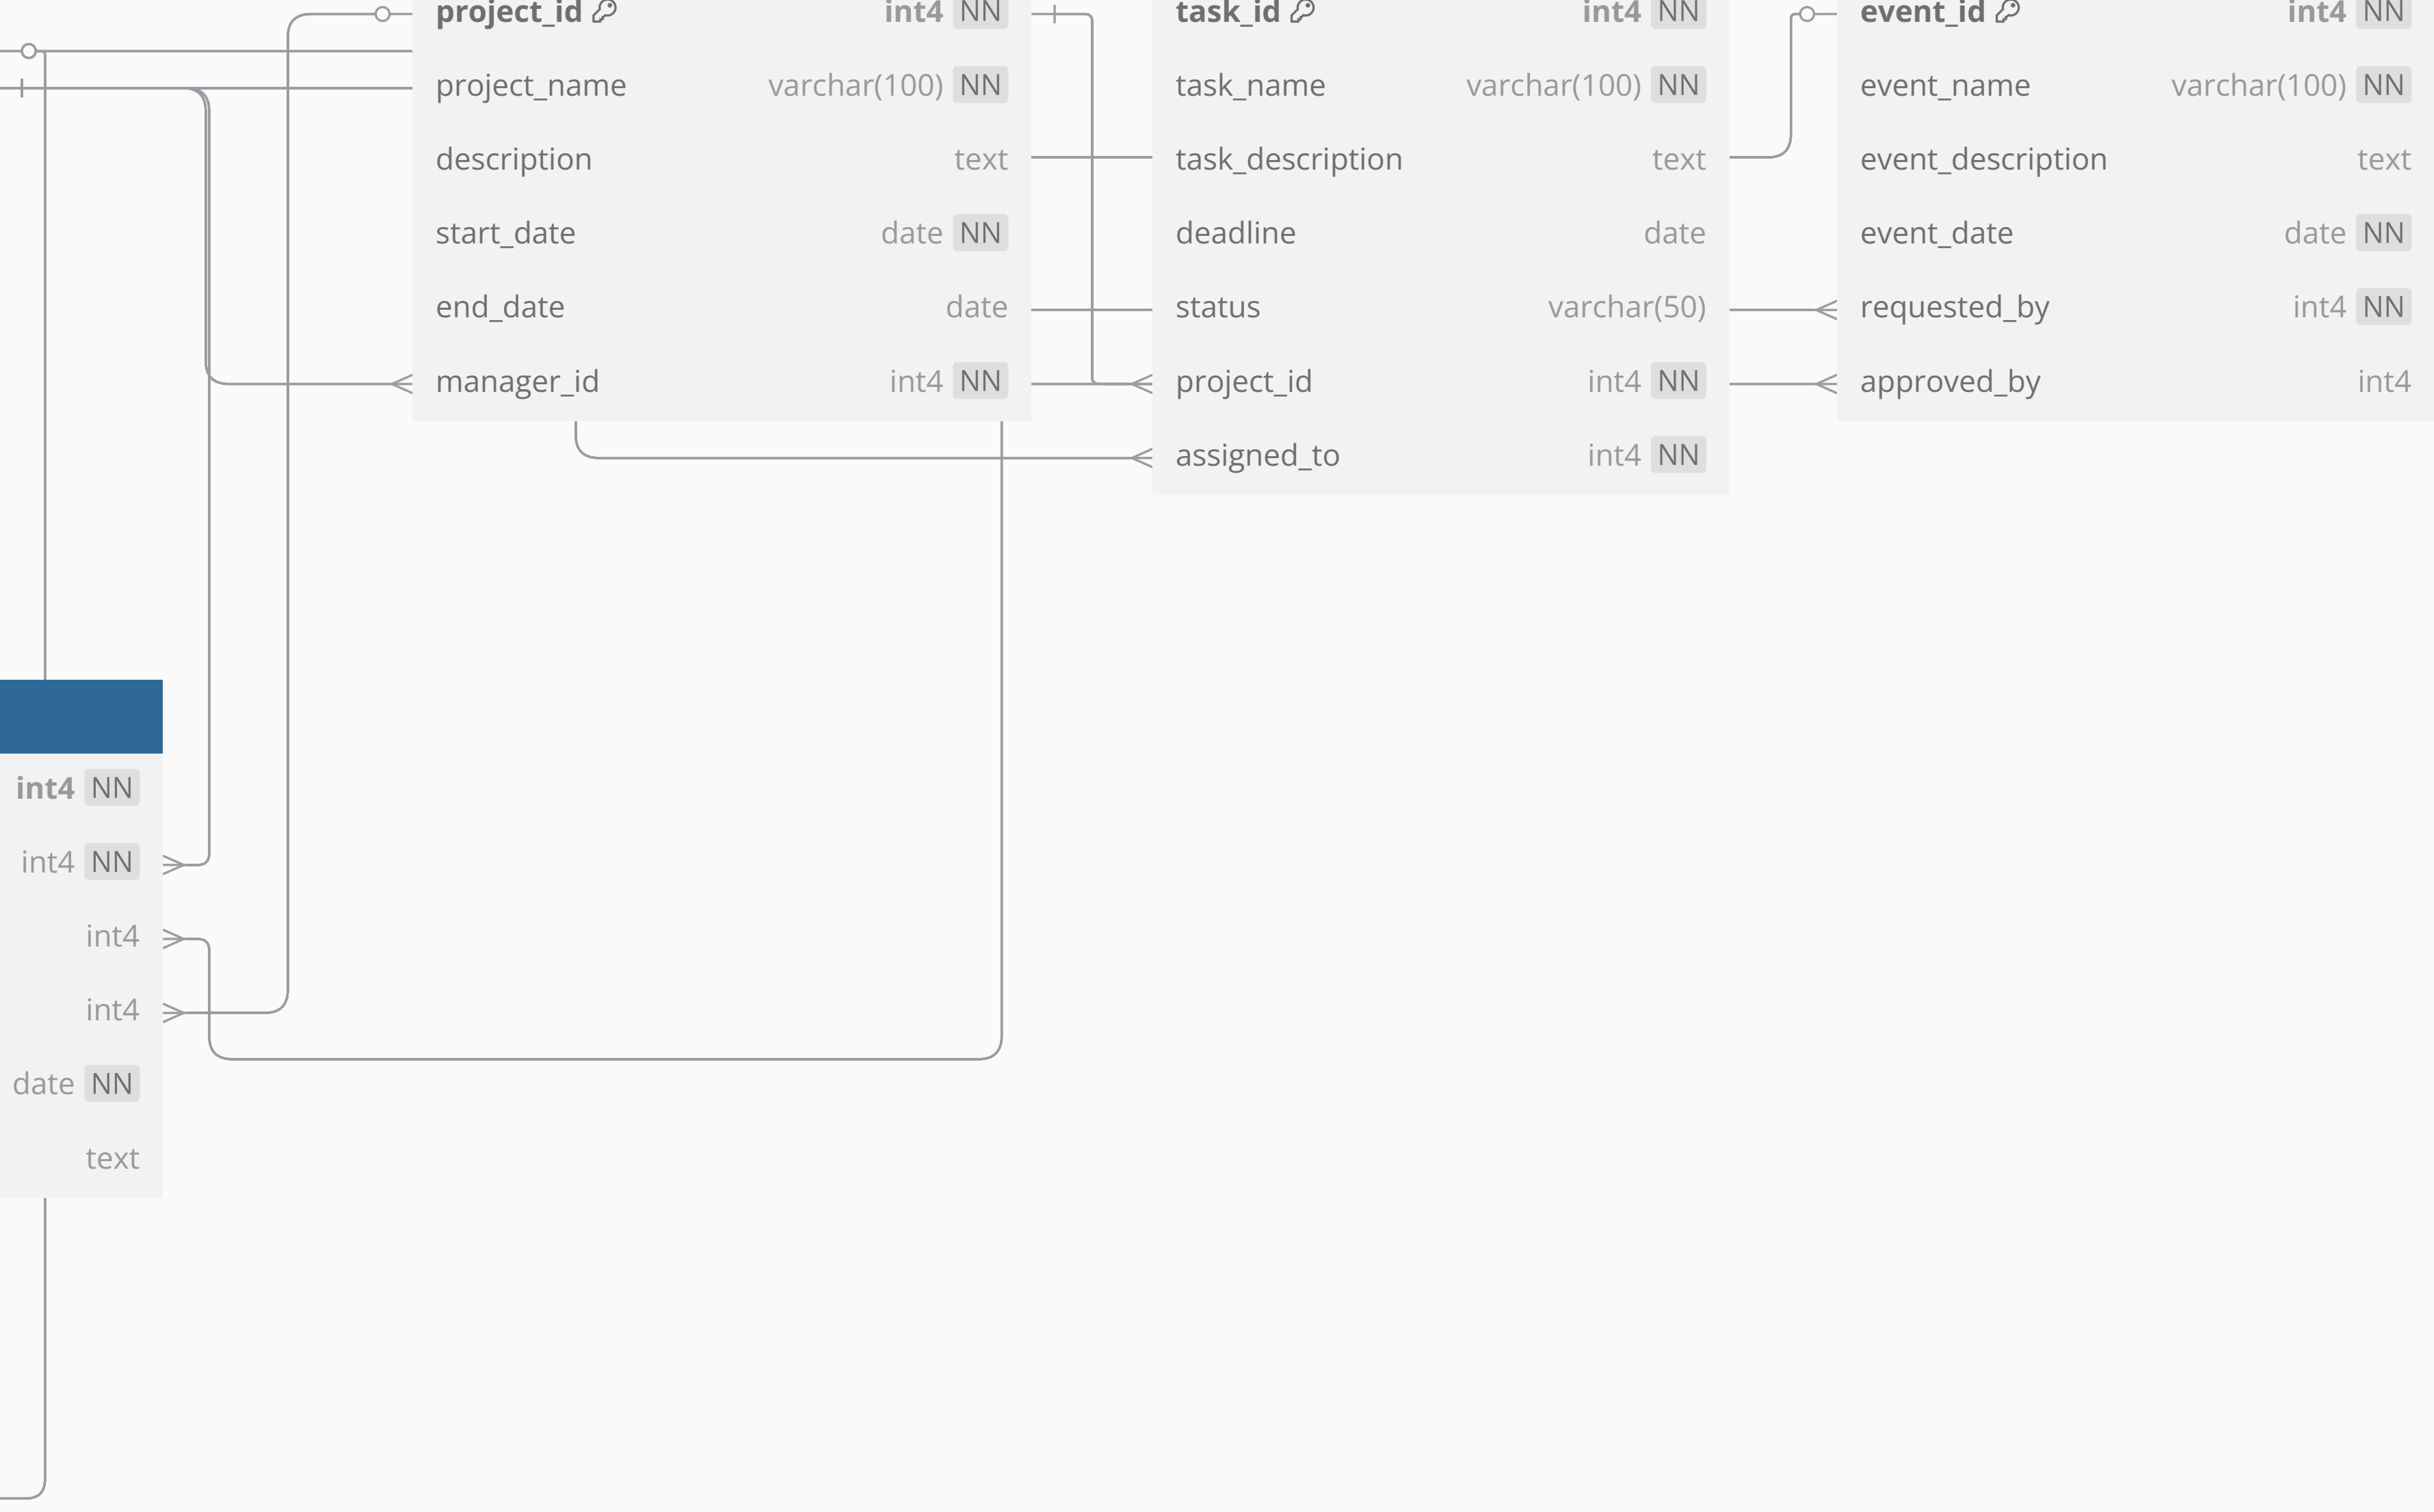 project_id int4 NN
project_name varchar(100) NN
description text
start_date date NN
end_date date
manager_id int4 NN
task_id int4 NN
task_name varchar(100) NN
task_description text
deadline date
status varchar(50)
project_id int4 NN
assigned_to int4 NN
event_id int4 NN
event_name varchar(100) NN
event_description text
event_date date NN
requested_by int4 NN
approved_by int4
int4 NN
int4 NN
int4
int4
date NN
text